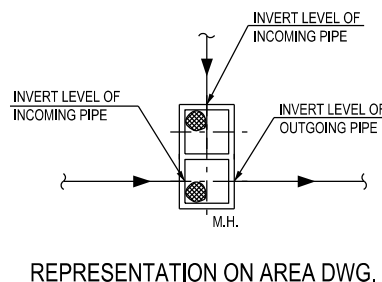 INVERT LEVEL OF
INCOMING PIPE
INVERT LEVEL OF
INCOMING PIPE
INVERT LEVEL OF
OUTGOING PIPE
M.H.
REPRESENTATION ON AREA DWG.